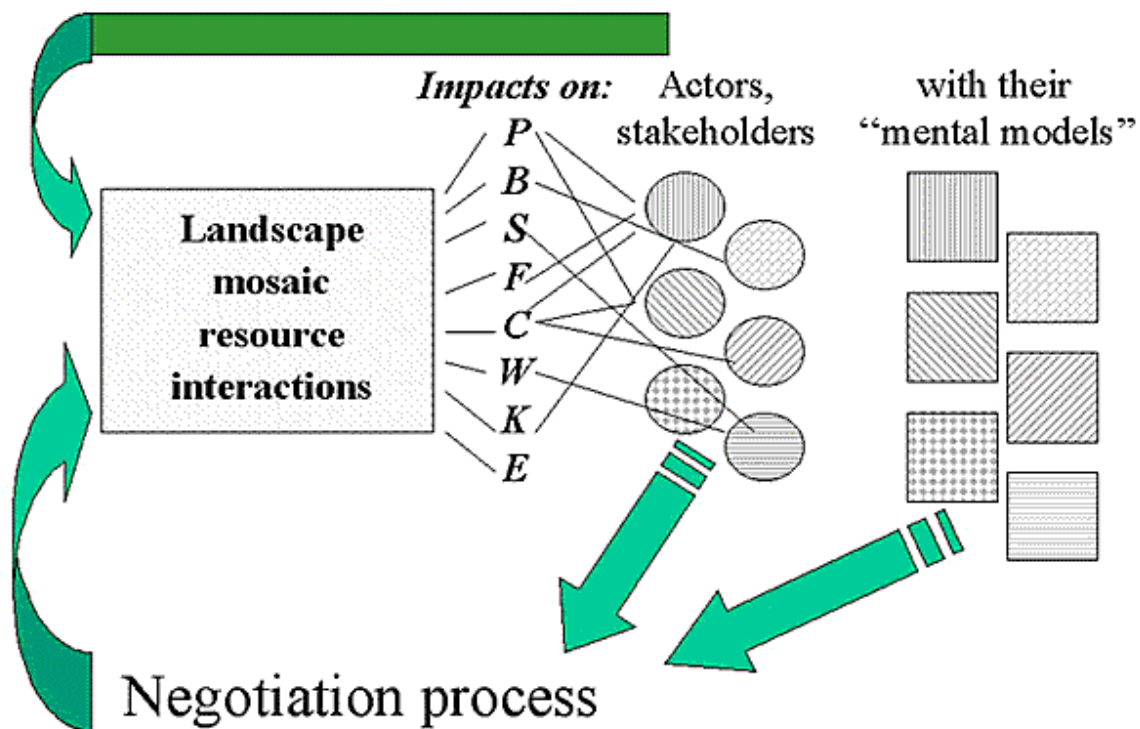 Impacts on:
Actors,
stakeholders
with their
“mental models”
P
B
S
F
C
W
K
E
Landscape
mosaic
resource
interactions
Negotiation process